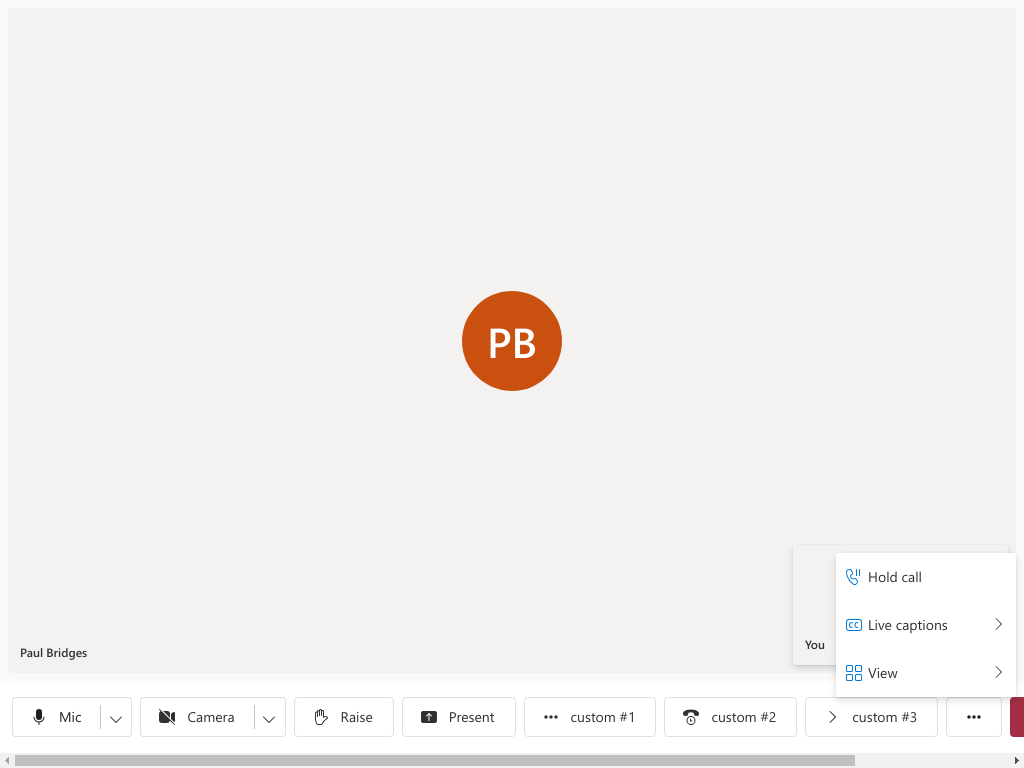 PB
Hold call
Live captions
View
You
Paul Bridges
Mic
Camera
Raise
Present
custom #1
custom #2
custom #3